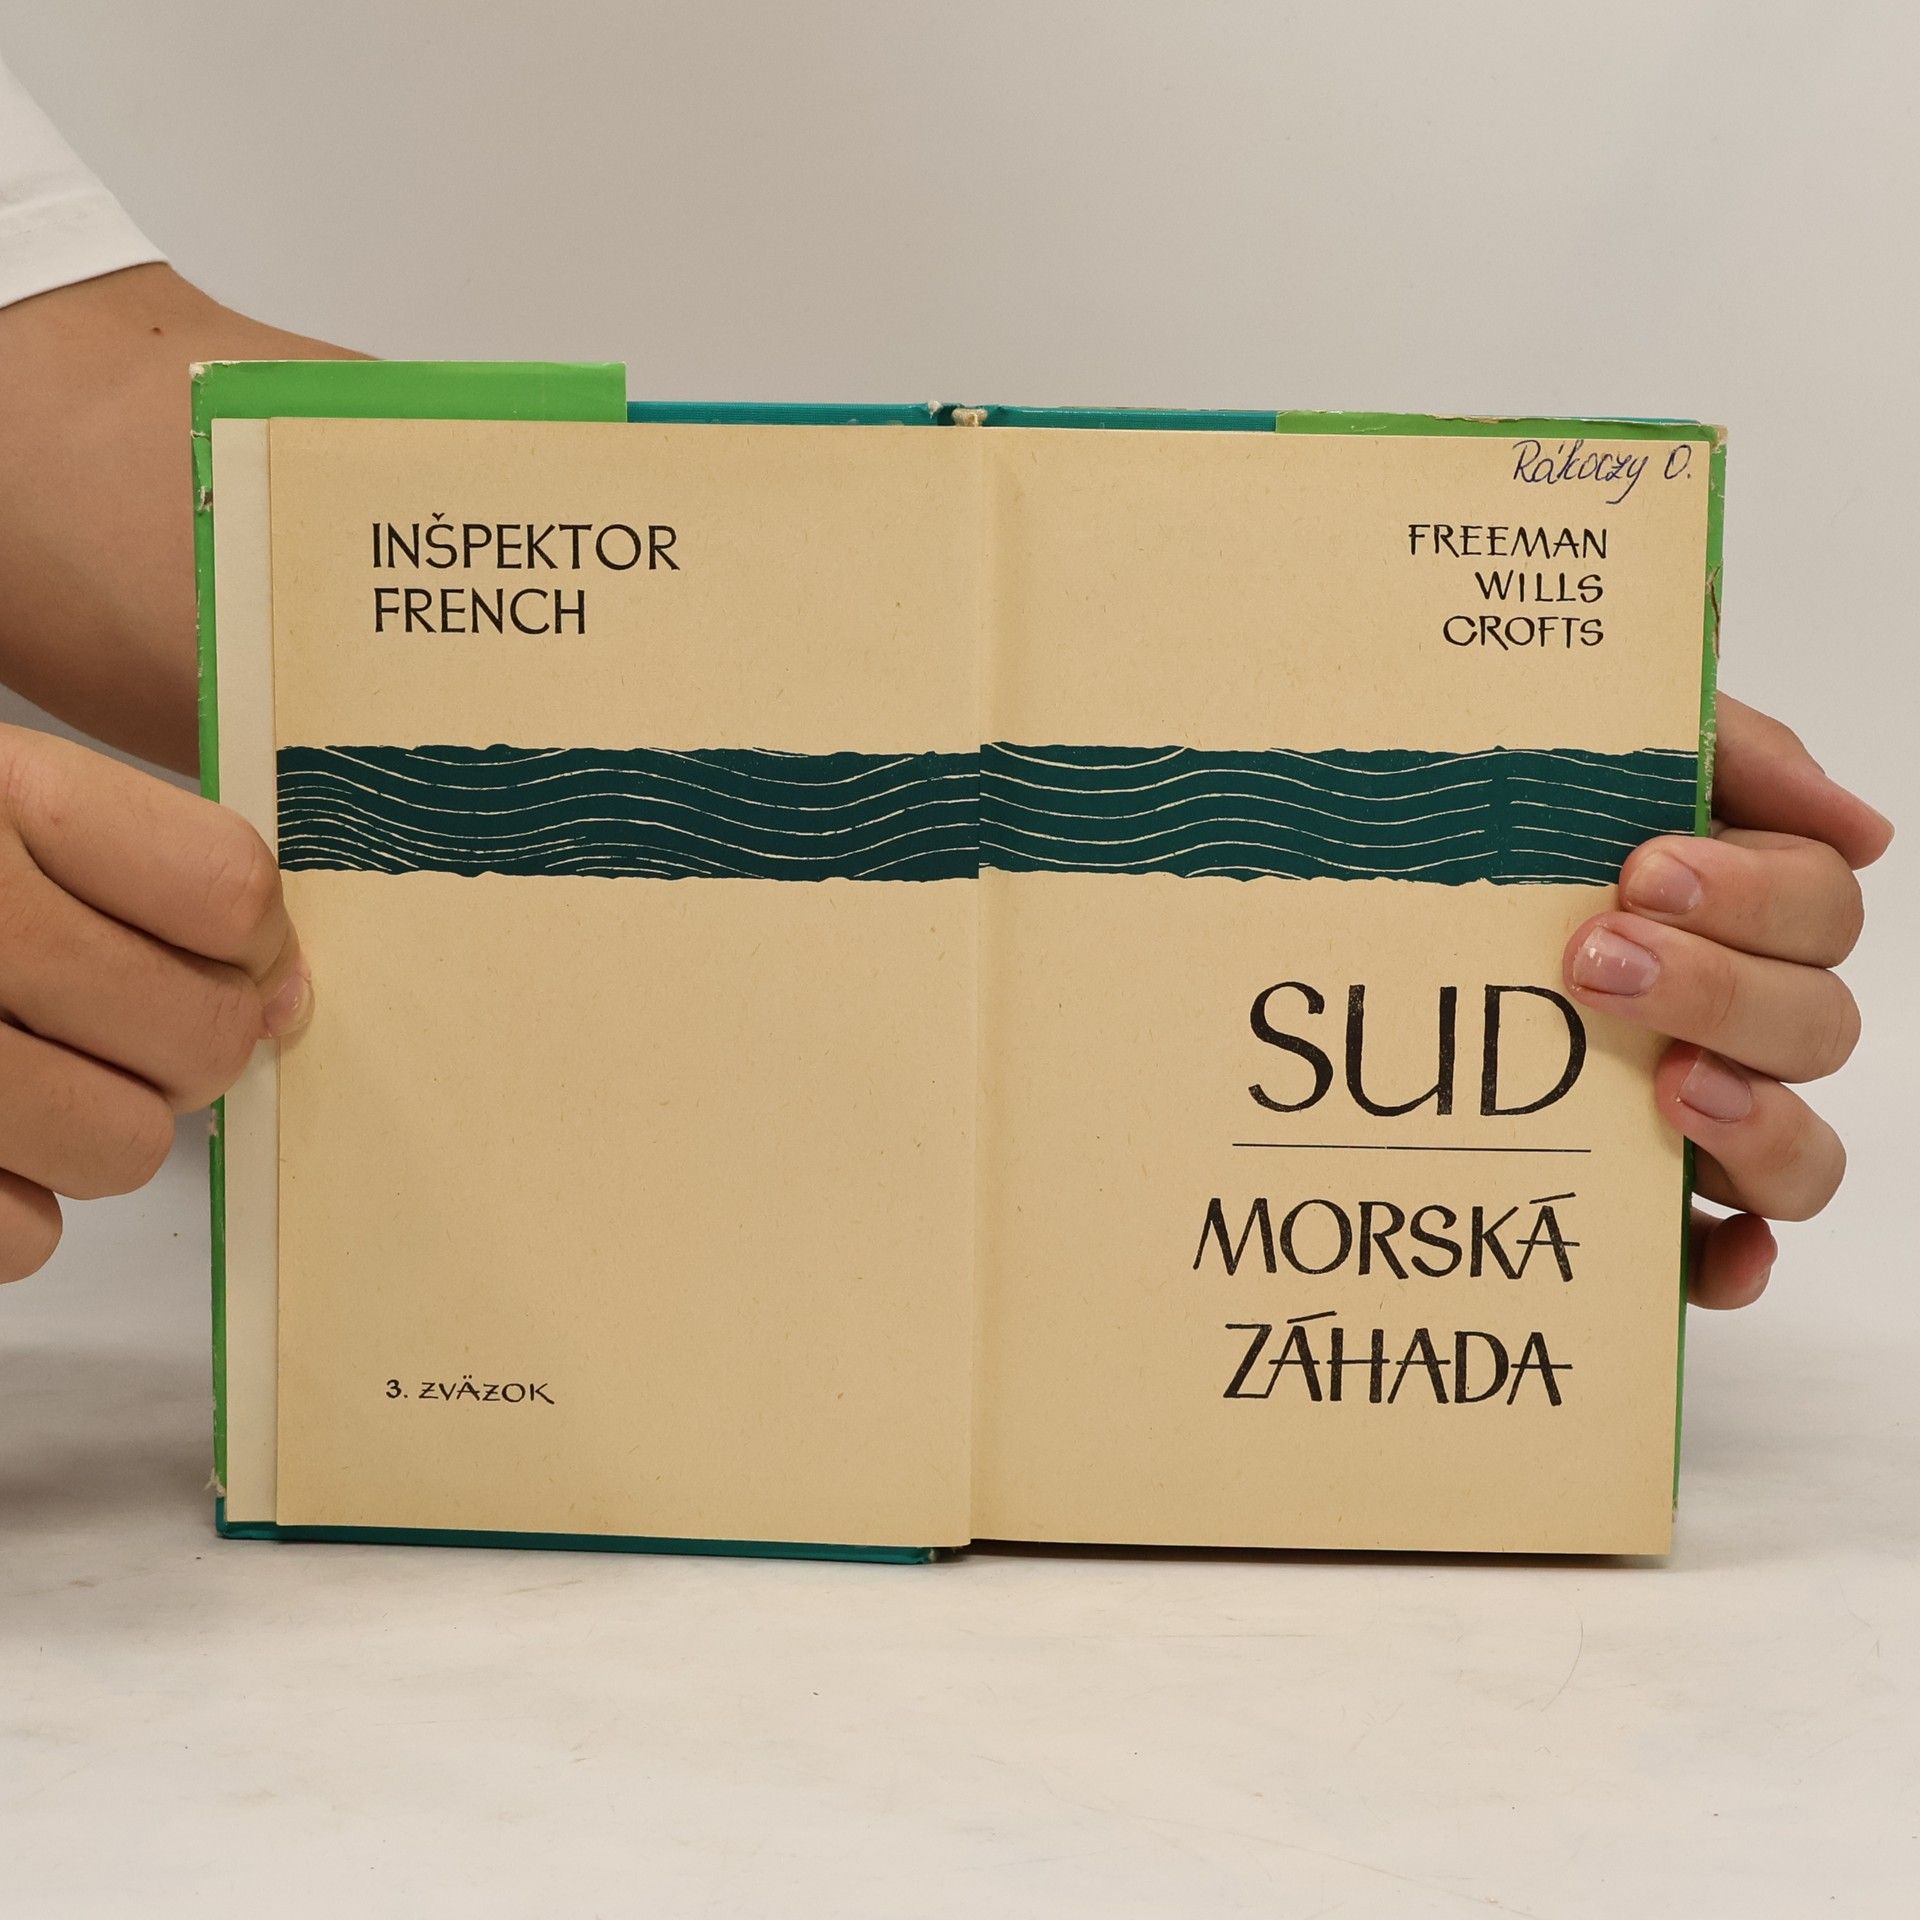 INŠPEKTOR
FRENCH
3. ZVÄZOK
Rákoczy O.
FREEMAN
WILLS
CROFTS
SUD
MORSKÁ
ZÁHADA